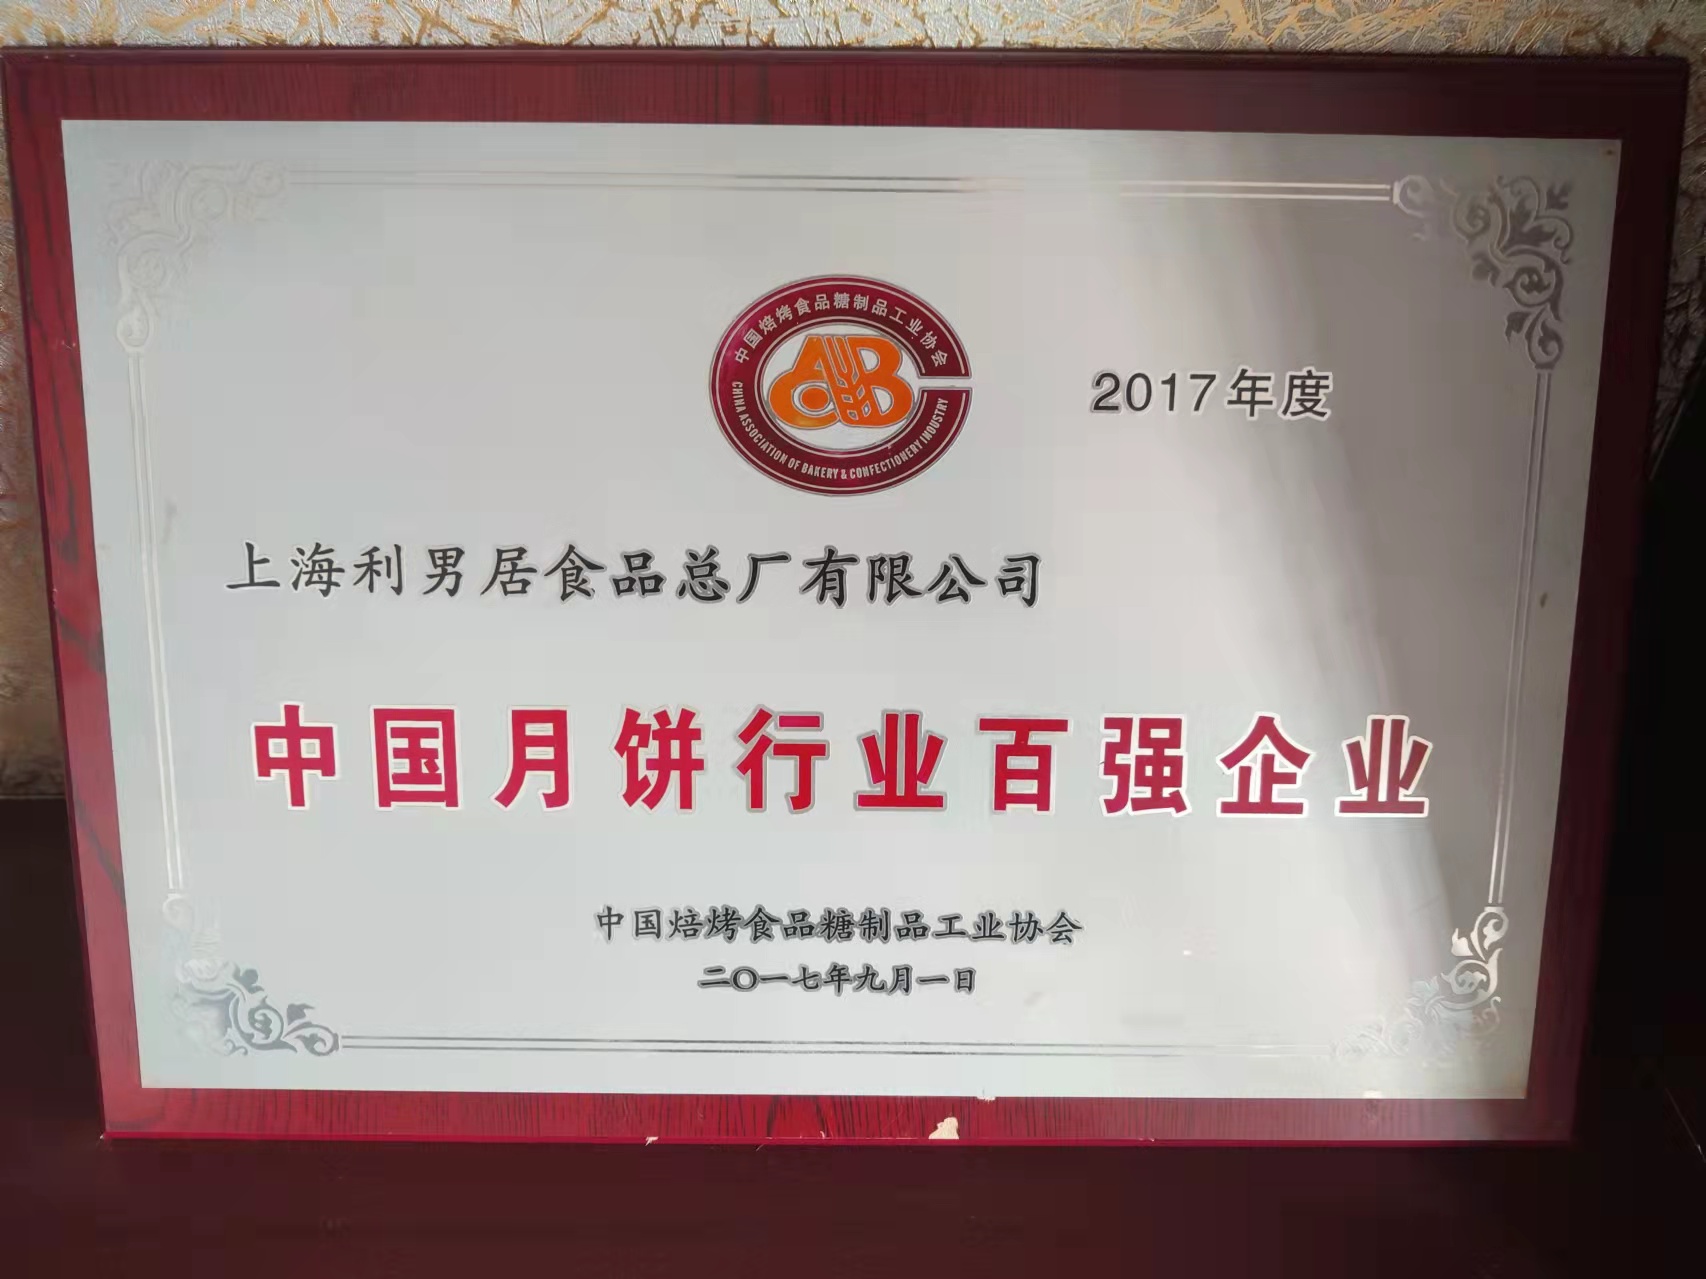 中国焙烤食品糖制品工业协会
CHINA ASSOCIATION OF BAKERY & CONFECTIONERY INDUSTRY
2017年度
上海利男居食品总厂有限公司
中国月饼行业百强企业
中国焙烤食品糖制品工业协会
二〇一七年九月一日